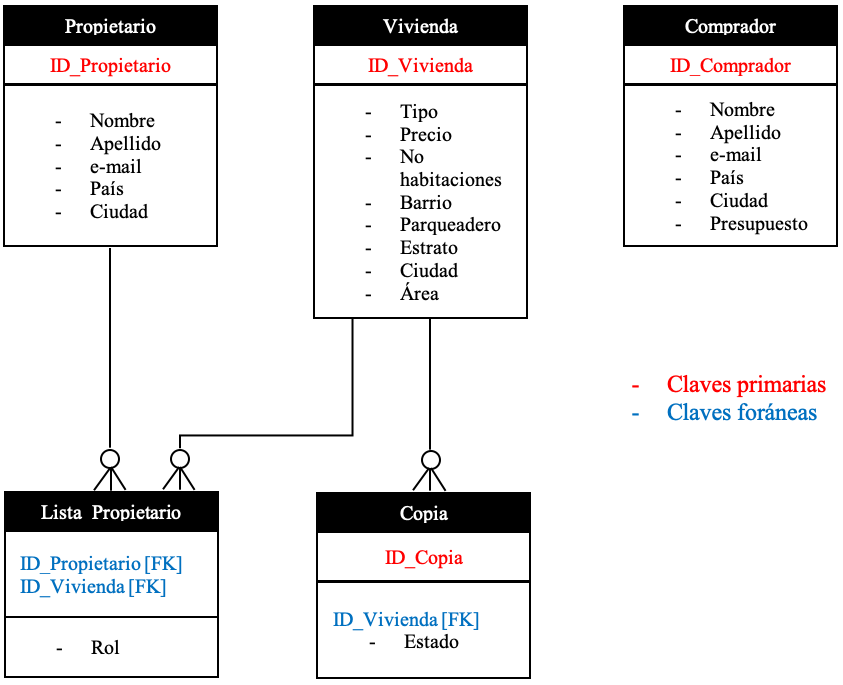 Propietario
ID_Propietario
- Nombre
- Apellido
- e-mail
- País
- Ciudad
Vivienda
ID_Vivienda
- Tipo
- Precio
- No
habitaciones
- Barrio
- Parqueadero
- Estrato
- Ciudad
- Área
Comprador
ID_Comprador
- Nombre
- Apellido
- e-mail
- País
- Ciudad
- Presupuesto
- Claves primarias
- Claves foráneas
Lista Propietario
ID_Propietario [FK]
ID_Vivienda [FK]
- Rol
Copia
ID_Copia
ID_Vivienda [FK]
- Estado